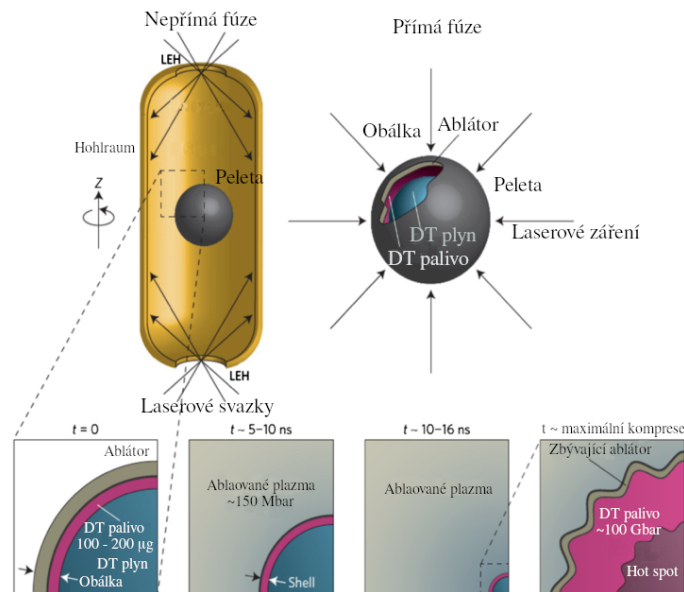 Nepřímá fúze
LEH
Hohlraum
Z
Peleta
LEH
Laserové svazky
Přímá fúze
Obálka
Ablátor
Peleta
DT plyn
DT palivo
Laserové záření
t = 0
Ablátor
DT palivo
100 - 200 µg
DT plyn
Obálka
t ~ 5–10 ns
Ablaované plazma
~150 Mbar
Shell
t ~ 10–16 ns
Ablaované plazma
t ~ maximální komprese
Zbývající ablátor
DT palivo
~100 Gbar
Hot spot